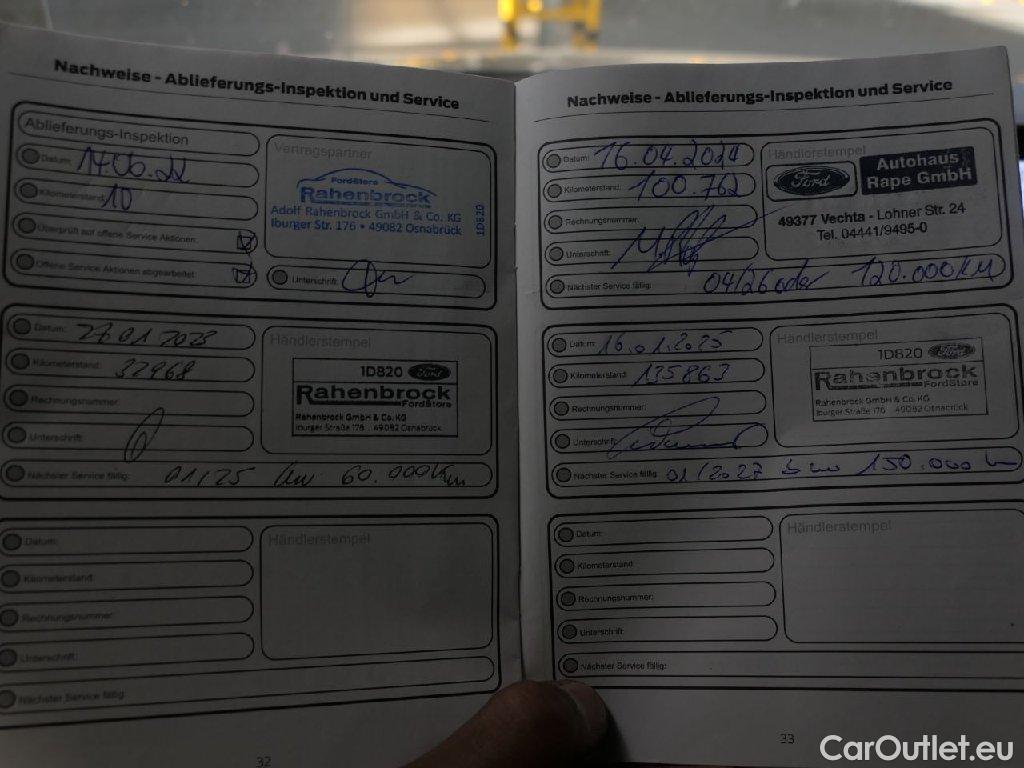 Nachweise - Ablieferungs-Inspektion und Service
Ablieferungs-Inspektion
Datum: 17.06.22
Kilometerstand: 10
Überprüft auf offene Service Aktionen:
Offene Service Aktionen abgearbeitet:
Vertragspartner
FordStore
Rahenbrock
Adolf Rahenbrock GmbH & Co. KG
Iburger Str. 176 • 49082 Osnabrück
1D820
Unterschrift:
Datum: 27.01.2023
Kilometerstand: 32968
Rechnungsnummer:
Unterschrift:
Händlerstempel
1D820 Ford
Rahenbrock
FordStore
Rahenbrock GmbH & Co. KG
Iburger Straße 176 . 49082 Osnabrück
Nächster Service fällig: 01/25 60.000km
Datum:
Kilometerstand:
Rechnungsnummer:
Unterschrift:
Händlerstempel
Nächster Service fällig:
32
Nachweise - Ablieferungs-Inspektion und Service
Datum: 16.04.2024
Kilometerstand: 100.762
Rechnungsnummer:
Unterschrift:
Händlerstempel
Ford
Autohaus
Rape GmbH
49377 Vechta - Lohner Str. 24
Tel. 04441/9495-0
Nächster Service fällig: 04/26 oder 120.000KM
Datum: 16.01.2025
Kilometerstand: 135863
Rechnungsnummer:
Unterschrift:
Händlerstempel
1D820 Ford
Rahenbrock
FordStore
Rahenbrock GmbH & Co. KG
Iburger Straße 176 . 49082 Osnabrück
Nächster Service fällig: 01/2027 150.000 km
Datum:
Kilometerstand:
Rechnungsnummer:
Unterschrift:
Händlerstempel
Nächster Service fällig:
33
CarOutlet.eu